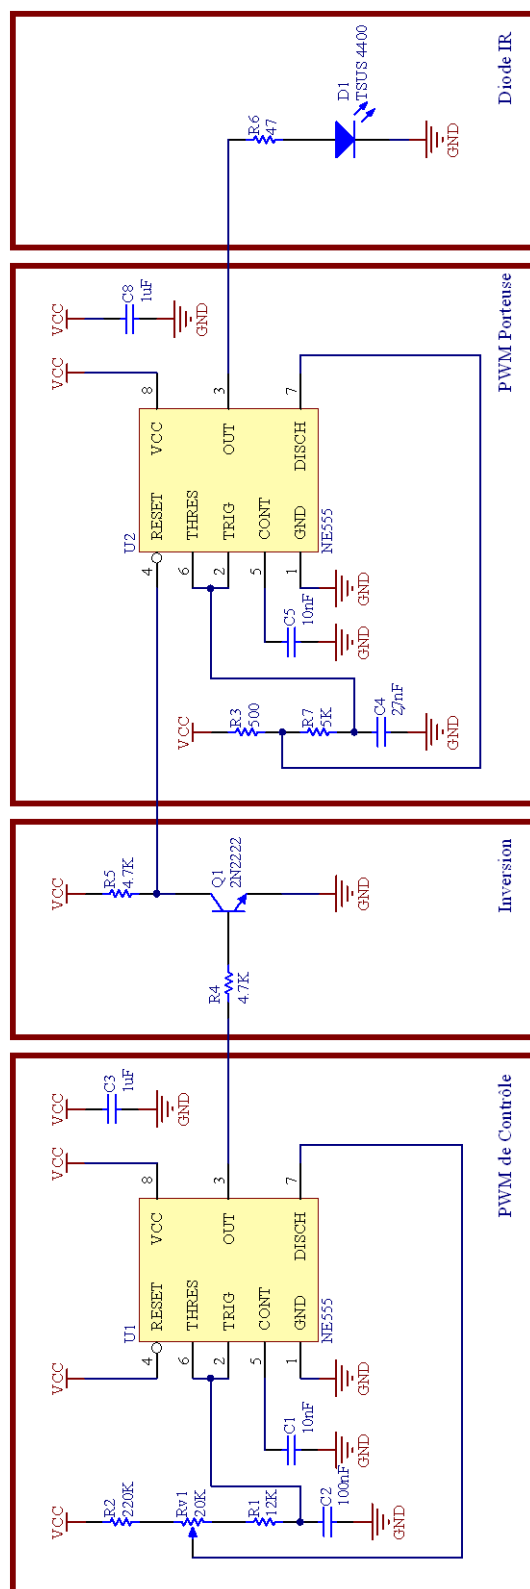 VCC
R2
220K
Rv1
20K
R1
12K
C2
100nF
GND
VCC
C1
10nF
GND
U1
4
RESET
6
THRES
2
TRIG
5
CONT
1
GND
GND
VCC
8
VCC
3
OUT
7
DISCH
NE555
VCC
C3
1uF
GND
PWM de Contrôle
R4
4.7K
VCC
R5
4.7K
Q1
2N2222
GND
Inversion
VCC
R3
500
R7
5K
C4
2,7nF
GND
C5
10nF
GND
U2
4
RESET
6
THRES
2
TRIG
5
CONT
1
GND
GND
VCC
8
VCC
3
OUT
7
DISCH
NE555
VCC
C8
1uF
GND
PWM Porteuse
R6
47
D1
TSUS 4400
GND
Diode IR